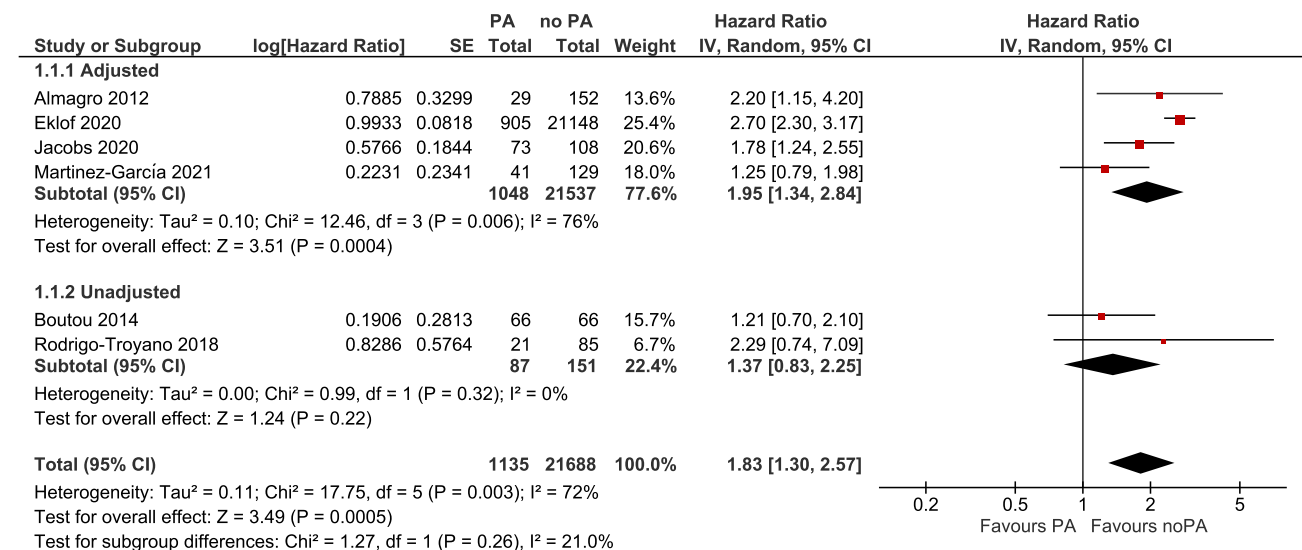 PA no PA Hazard Ratio Hazard Ratio
Study or Subgroup log[Hazard Ratio] SE Total Total Weight IV, Random, 95% CI IV, Random, 95% CI
1.1.1 Adjusted
Almagro 2012 0.7885 0.3299 29 152 13.6% 2.20 [1.15, 4.20]
Eklof 2020 0.9933 0.0818 905 21148 25.4% 2.70 [2.30, 3.17]
Jacobs 2020 0.5766 0.1844 73 108 20.6% 1.78 [1.24, 2.55]
Martinez-García 2021 0.2231 0.2341 41 129 18.0% 1.25 [0.79, 1.98]
Subtotal (95% CI) 1048 21537 77.6% 1.95 [1.34, 2.84]
Heterogeneity: Tau² = 0.10; Chi² = 12.46, df = 3 (P = 0.006); I² = 76%
Test for overall effect: Z = 3.51 (P = 0.0004)
1.1.2 Unadjusted
Boutou 2014 0.1906 0.2813 66 66 15.7% 1.21 [0.70, 2.10]
Rodrigo-Troyano 2018 0.8286 0.5764 21 85 6.7% 2.29 [0.74, 7.09]
Subtotal (95% CI) 87 151 22.4% 1.37 [0.83, 2.25]
Heterogeneity: Tau² = 0.00; Chi² = 0.99, df = 1 (P = 0.32); I² = 0%
Test for overall effect: Z = 1.24 (P = 0.22)
Total (95% CI) 1135 21688 100.0% 1.83 [1.30, 2.57]
Heterogeneity: Tau² = 0.11; Chi² = 17.75, df = 5 (P = 0.003); I² = 72%
Test for overall effect: Z = 3.49 (P = 0.0005)
Test for subgroup differences: Chi² = 1.27, df = 1 (P = 0.26), I² = 21.0%
0.2 0.5 1 2 5
Favours PA Favours noPA